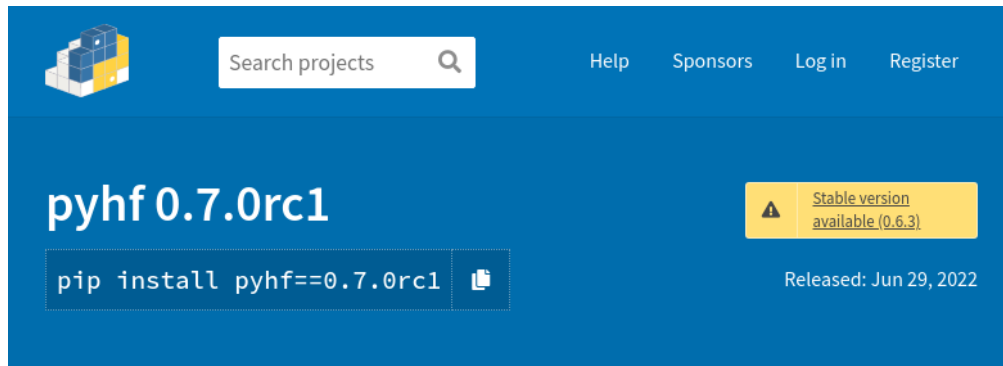 Search projects
Help Sponsors Log in Register
pyhf 0.7.0rc1
Stable version
available (0.6.3)
pip install pyhf==0.7.0rc1
Released: Jun 29, 2022